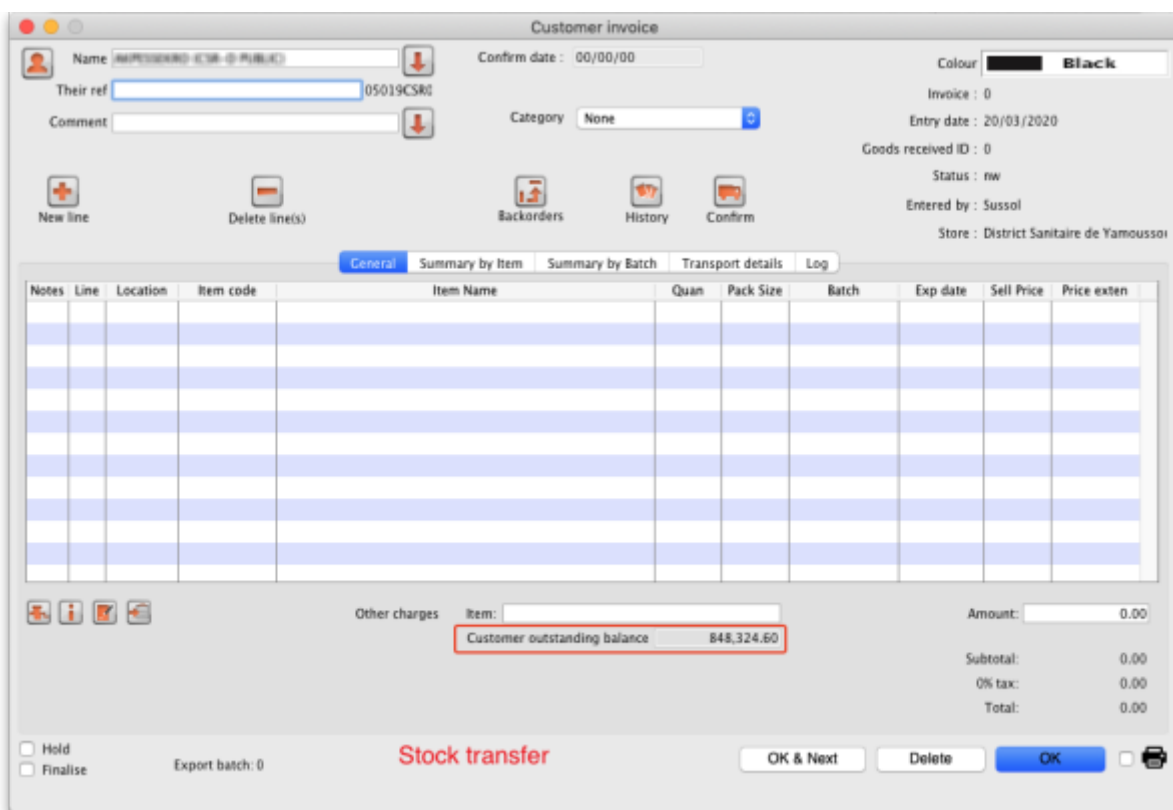 Customer invoice
Name
Confirm date : 00/00/00
Colour Black
Their ref 05019CSR0
Invoice : 0
Comment
Category None
Entry date : 20/03/2020
Goods received ID : 0
Status : nw
Entered by : Sussol
Store : District Sanitaire de Yamoussou
New line Delete line(s) Backorders History Confirm
General Summary by Item Summary by Batch Transport details Log
Notes Line Location Item code Item Name Quan Pack Size Batch Exp date Sell Price Price exten
Other charges Item: Amount: 0.00
Customer outstanding balance 848,324.60
Subtotal: 0.00
0% tax: 0.00
Total: 0.00
Hold
Finalise
Export batch: 0
Stock transfer
OK & Next Delete OK